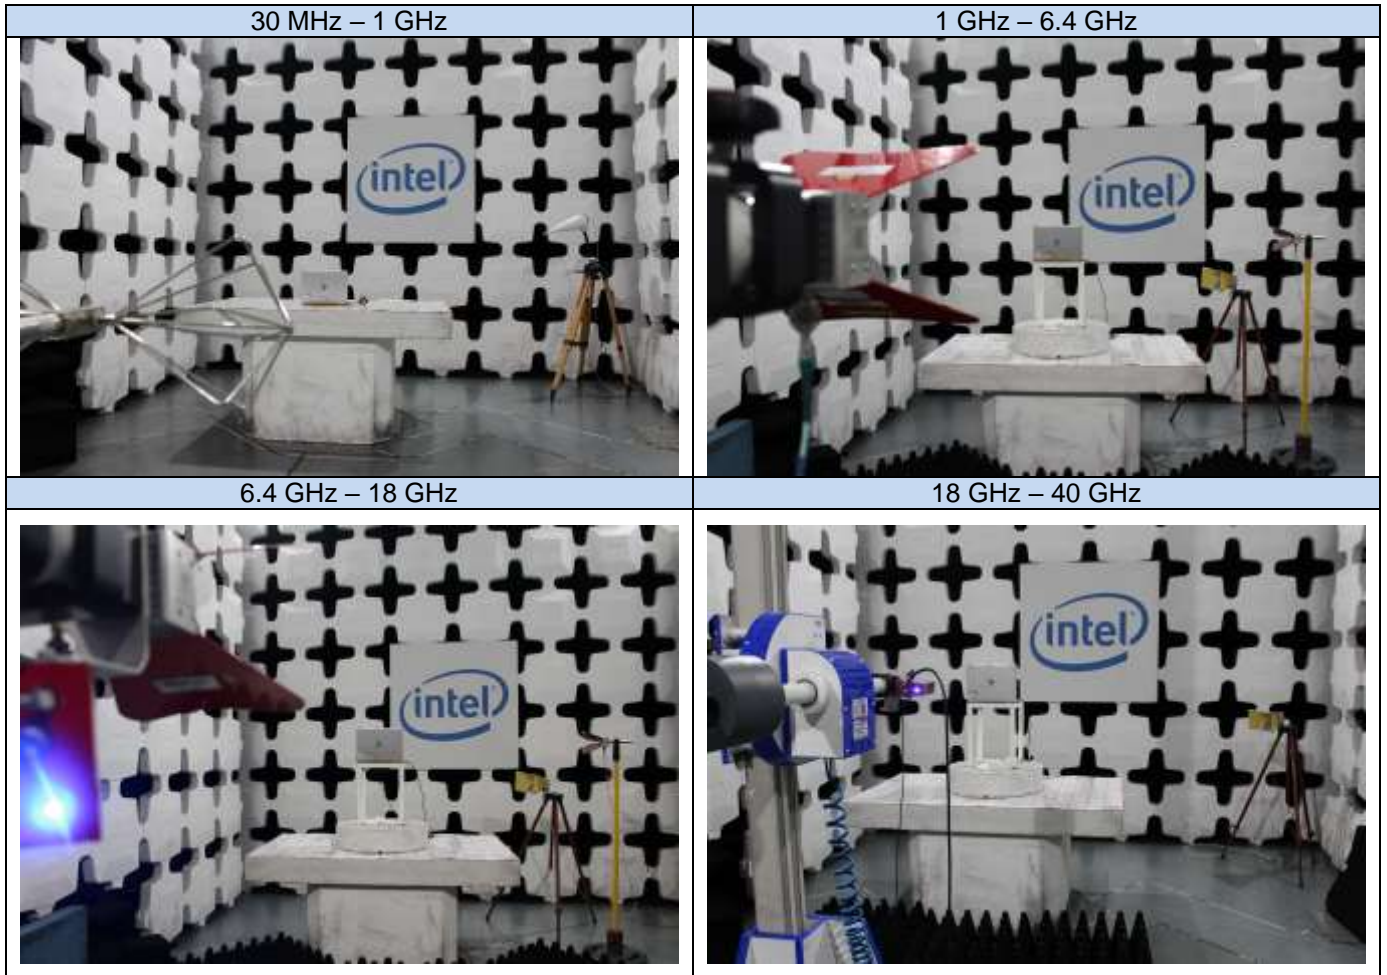 30 MHz – 1 GHz
1 GHz – 6.4 GHz
intel
intel
6.4 GHz – 18 GHz
18 GHz – 40 GHz
intel
intel